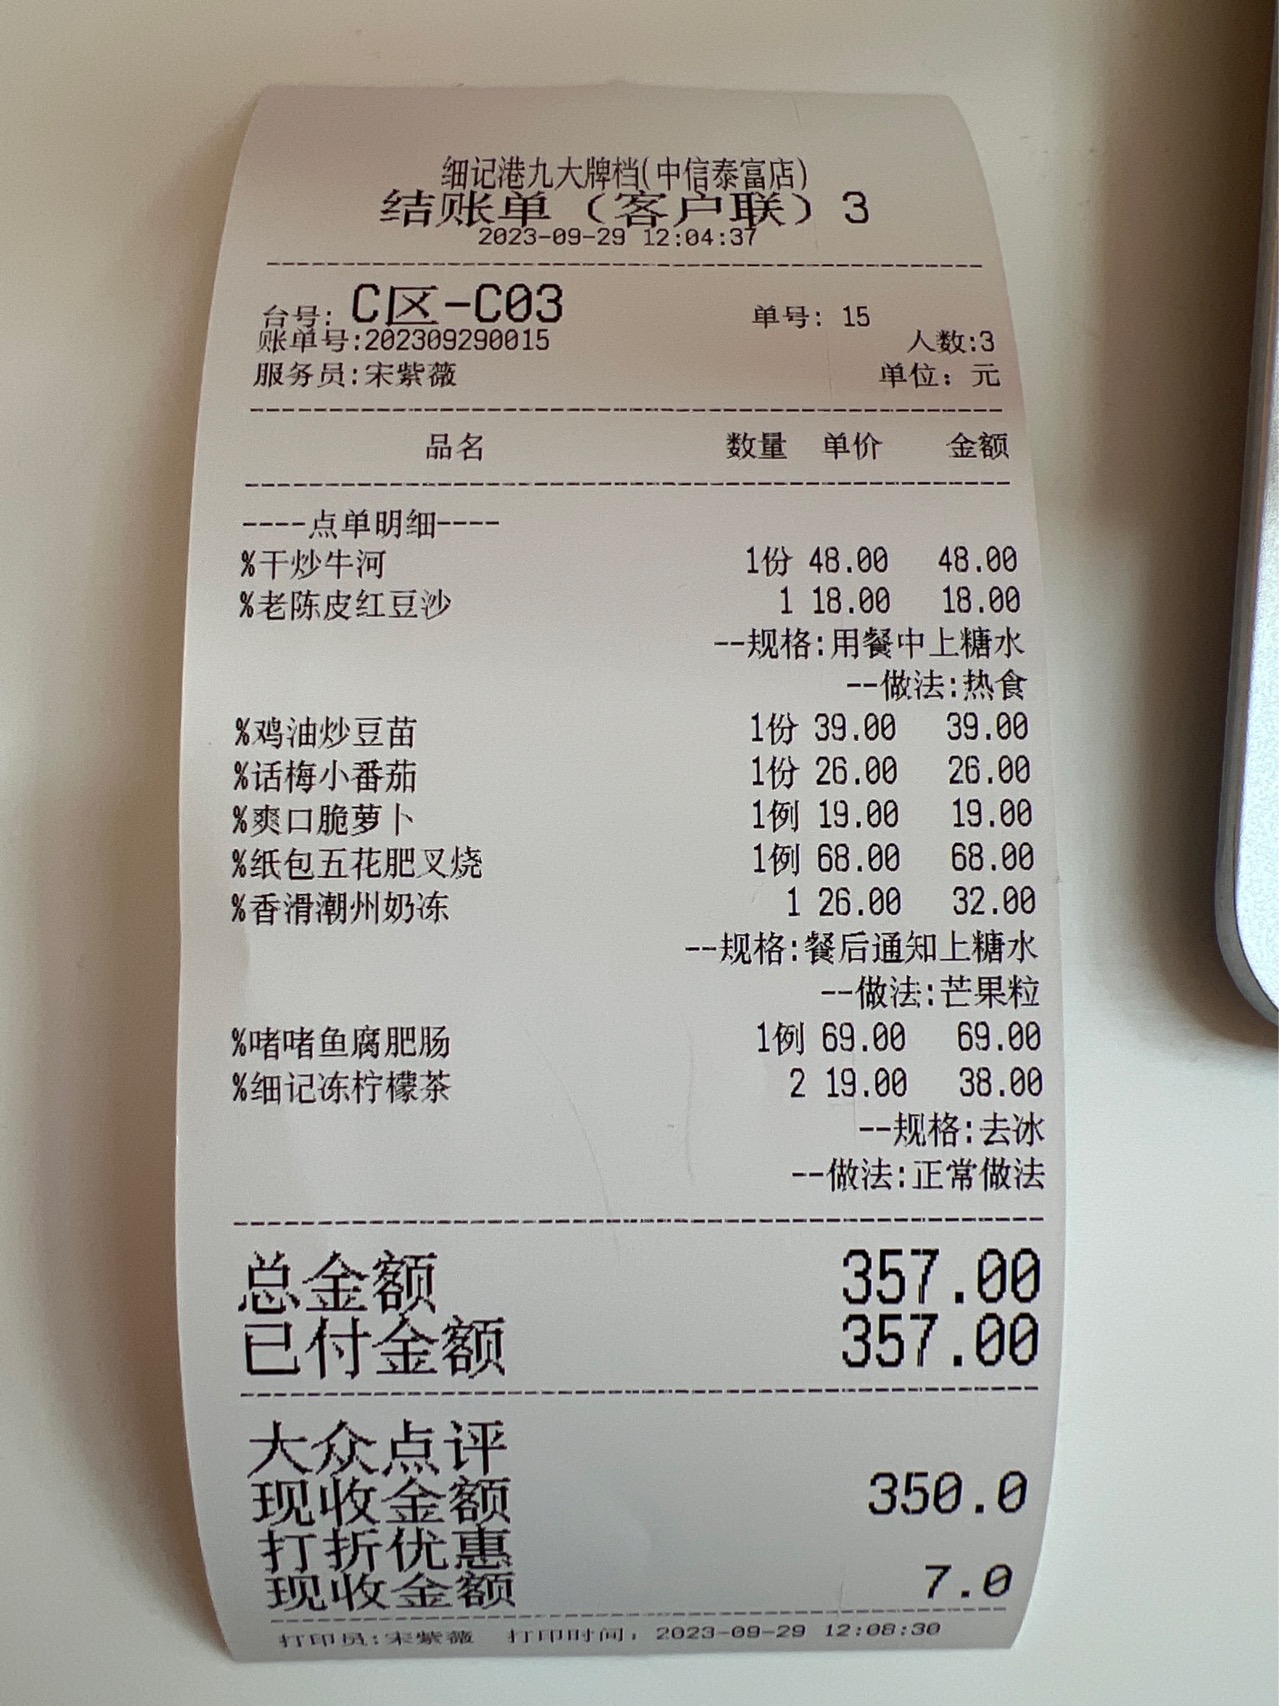 细记港九大牌档(中信泰富店)
结账单（客户联）3
2023-09-29 12:04:37
台号: C区-C03 单号: 15
账单号:202309290015 人数:3
服务员:宋紫薇 单位: 元
品名 数量 单价 金额
----点单明细----
%干炒牛河 1份 48.00 48.00
%老陈皮红豆沙 1 18.00 18.00
--规格:用餐中上糖水
--做法:热食
%鸡油炒豆苗 1份 39.00 39.00
%话梅小番茄 1份 26.00 26.00
%爽口脆萝卜 1例 19.00 19.00
%纸包五花肥叉烧 1例 68.00 68.00
%香滑潮州奶冻 1 26.00 32.00
--规格:餐后通知上糖水
--做法:芒果粒
%啫啫鱼腐肥肠 1例 69.00 69.00
%细记冻柠檬茶 2 19.00 38.00
--规格:去冰
--做法:正常做法
总金额 357.00
已付金额 357.00
大众点评
现收金额 350.0
打折优惠
现收金额 7.0
打印员:宋紫薇 打印时间: 2023-09-29 12:08:30